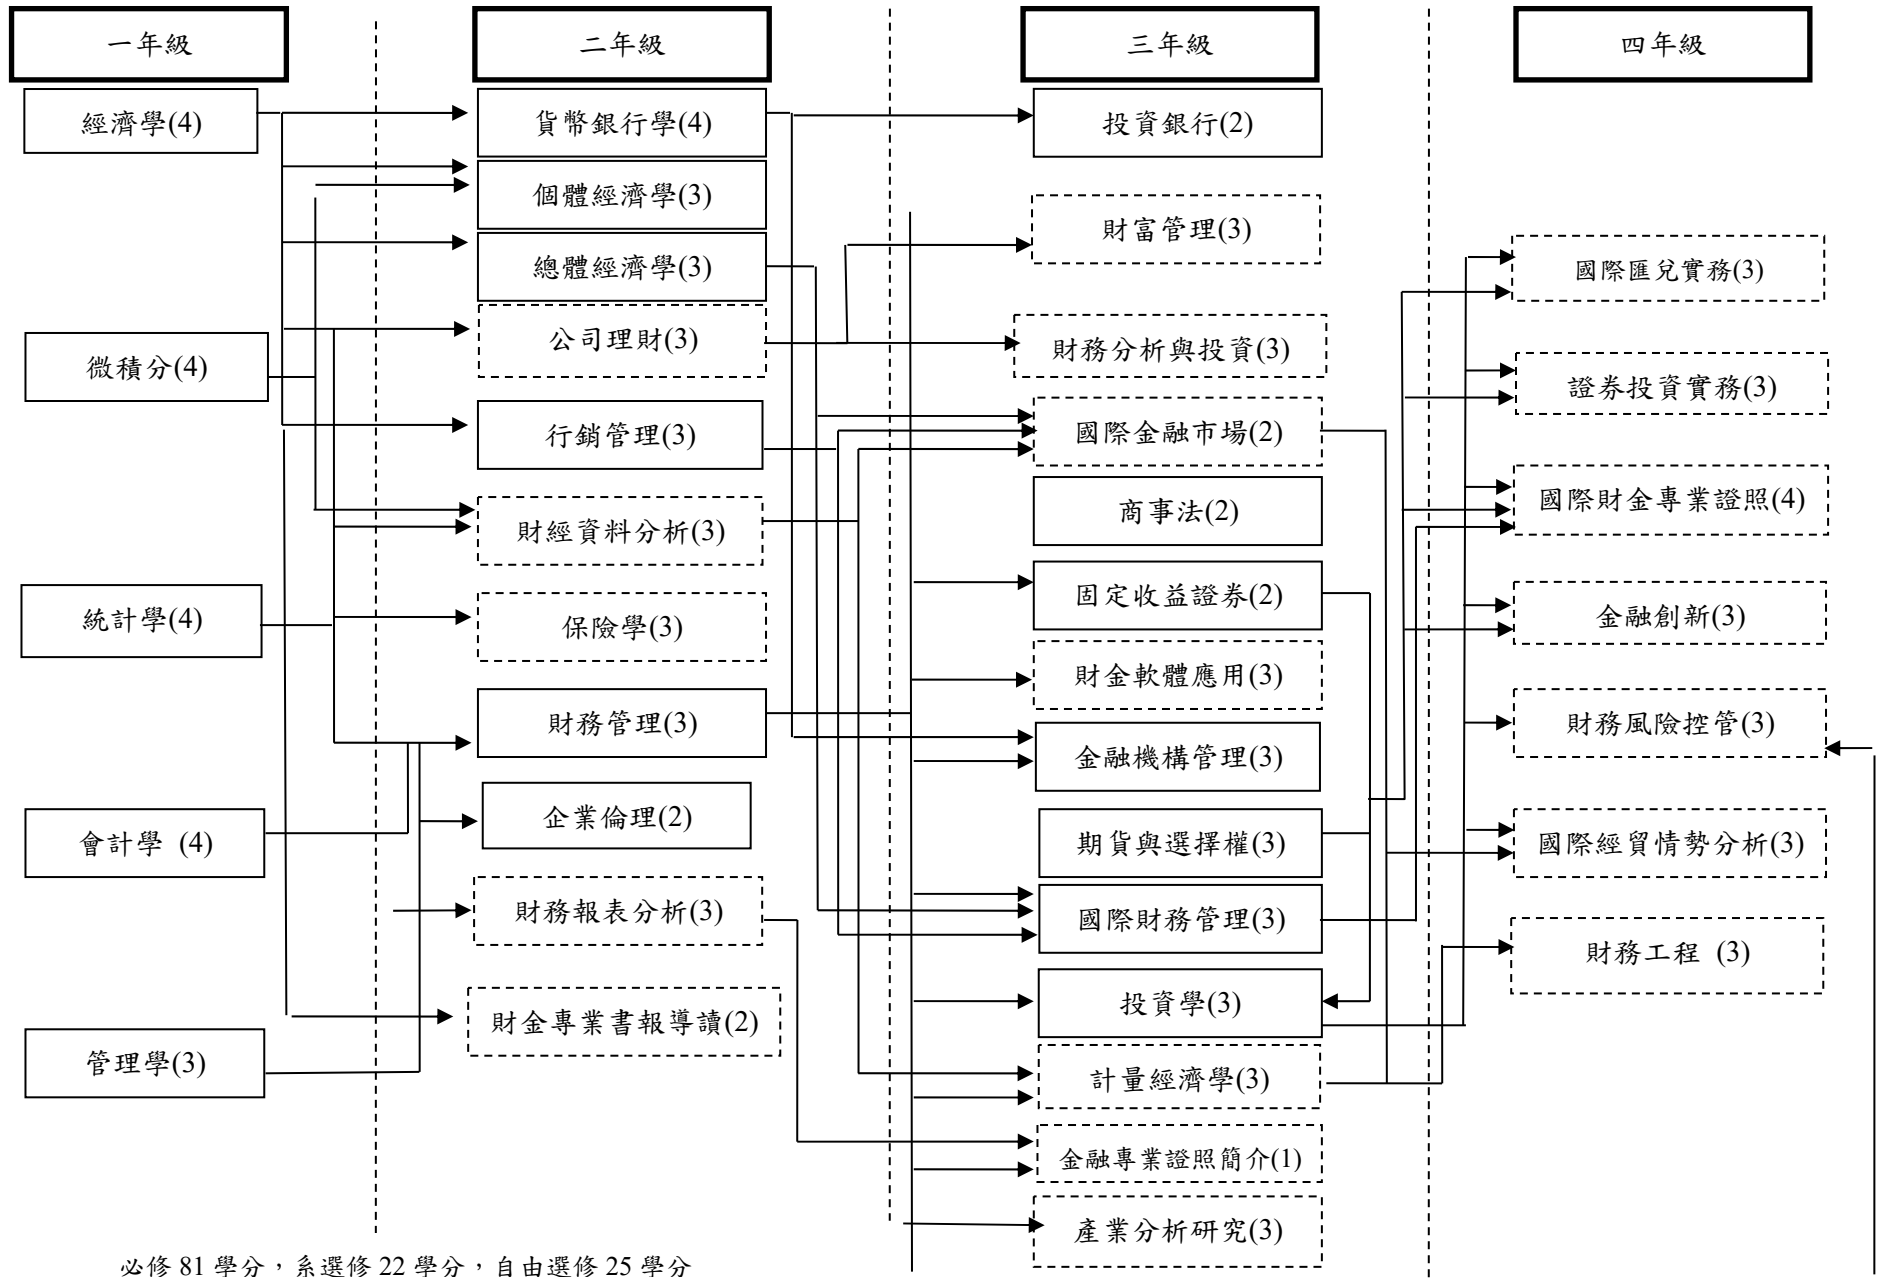 一年級
二年級
三年級
四年級
經濟學(4)
微積分(4)
統計學(4)
會計學 (4)
管理學(3)
貨幣銀行學(4)
個體經濟學(3)
總體經濟學(3)
公司理財(3)
行銷管理(3)
財經資料分析(3)
保險學(3)
財務管理(3)
企業倫理(2)
財務報表分析(3)
財金專業書報導讀(2)
投資銀行(2)
財富管理(3)
財務分析與投資(3)
國際金融市場(2)
商事法(2)
固定收益證券(2)
財金軟體應用(3)
金融機構管理(3)
期貨與選擇權(3)
國際財務管理(3)
投資學(3)
計量經濟學(3)
金融專業證照簡介(1)
產業分析研究(3)
國際匯兌實務(3)
證券投資實務(3)
國際財金專業證照(4)
金融創新(3)
財務風險控管(3)
國際經貿情勢分析(3)
財務工程 (3)
必修 81 學分，系選修 22 學分，自由選修 25 學分